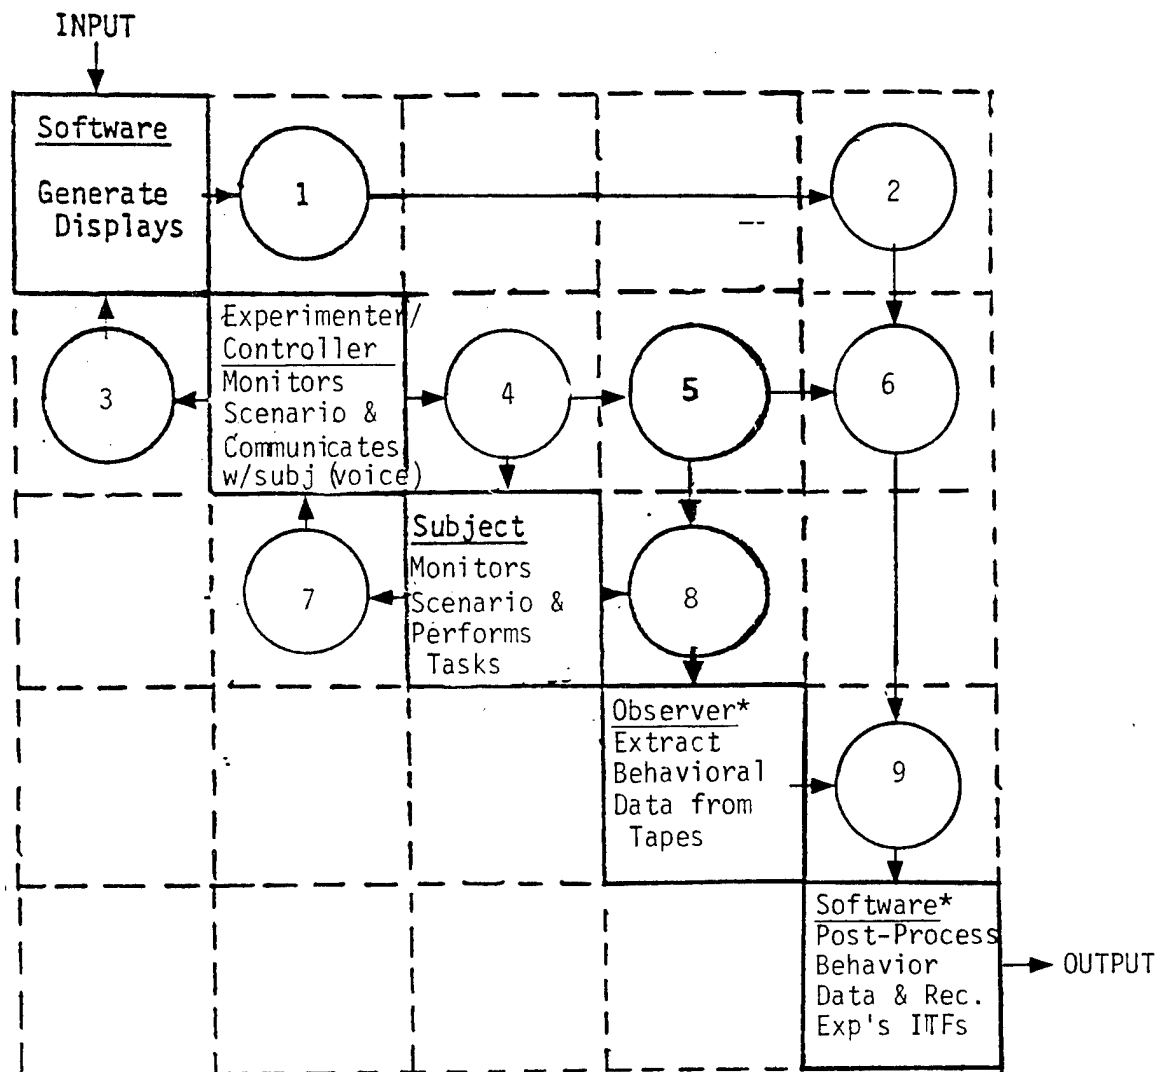 INPUT
Software
Generate
Displays
1
2
Experimenter/
Controller
Monitors
Scenario &
Communicates
w/subj (voice)
3
4
5
6
Subject
Monitors
Scenario &
Performs
Tasks
7
8
Observer*
Extract
Behavioral
Data from
Tapes
9
Software*
Post-Process
Behavior
Data & Rec.
Exp's ITFs
OUTPUT